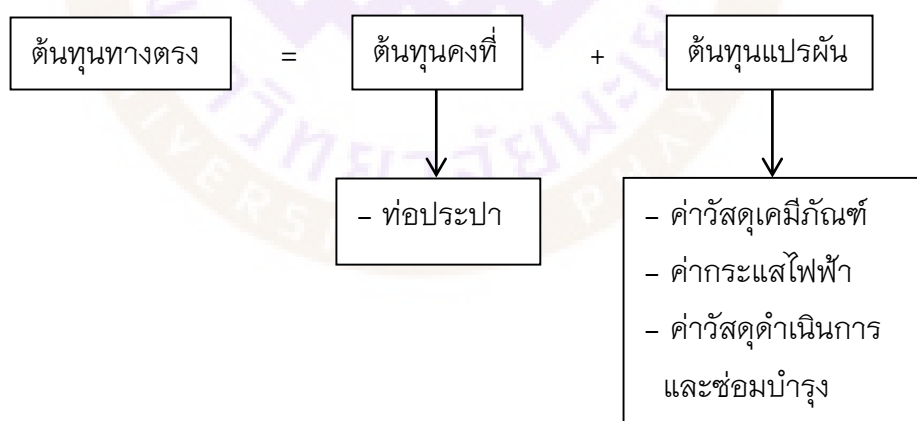 ต้นทุนทางตรง = ต้นทุนคงที่ + ต้นทุนแปรผัน
– ท่อประปา
– ค่าวัสดุเคมีภัณฑ์
– ค่ากระแสไฟฟ้า
– ค่าวัสดุดำเนินการ
และซ่อมบำรุง